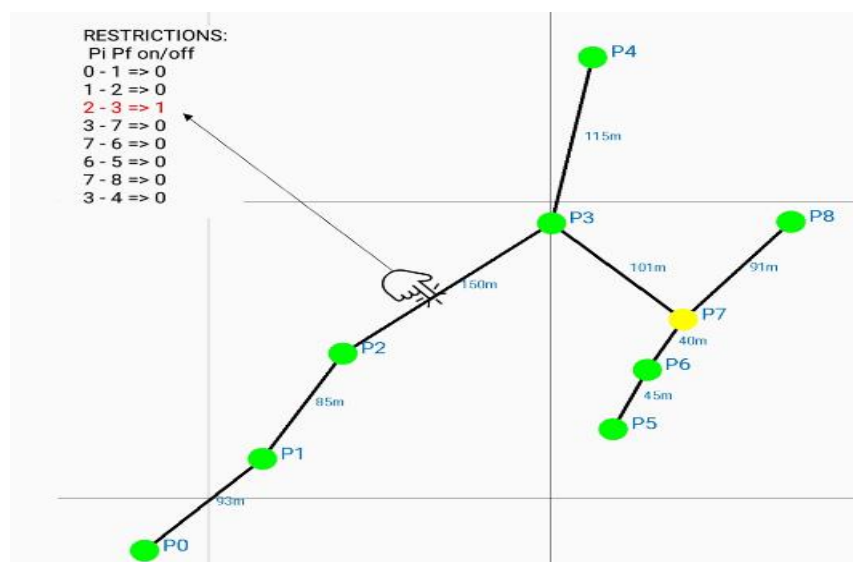 RESTRICTIONS:
Pi Pf on/off
0 - 1 => 0
1 - 2 => 0
2 - 3 => 1
3 - 7 => 0
7 - 6 => 0
6 - 5 => 0
7 - 8 => 0
3 - 4 => 0
P4
115m
P3
P8
101m
91m
150m
P7
40m
P2
P6
85m
45m
P5
P1
93m
P0